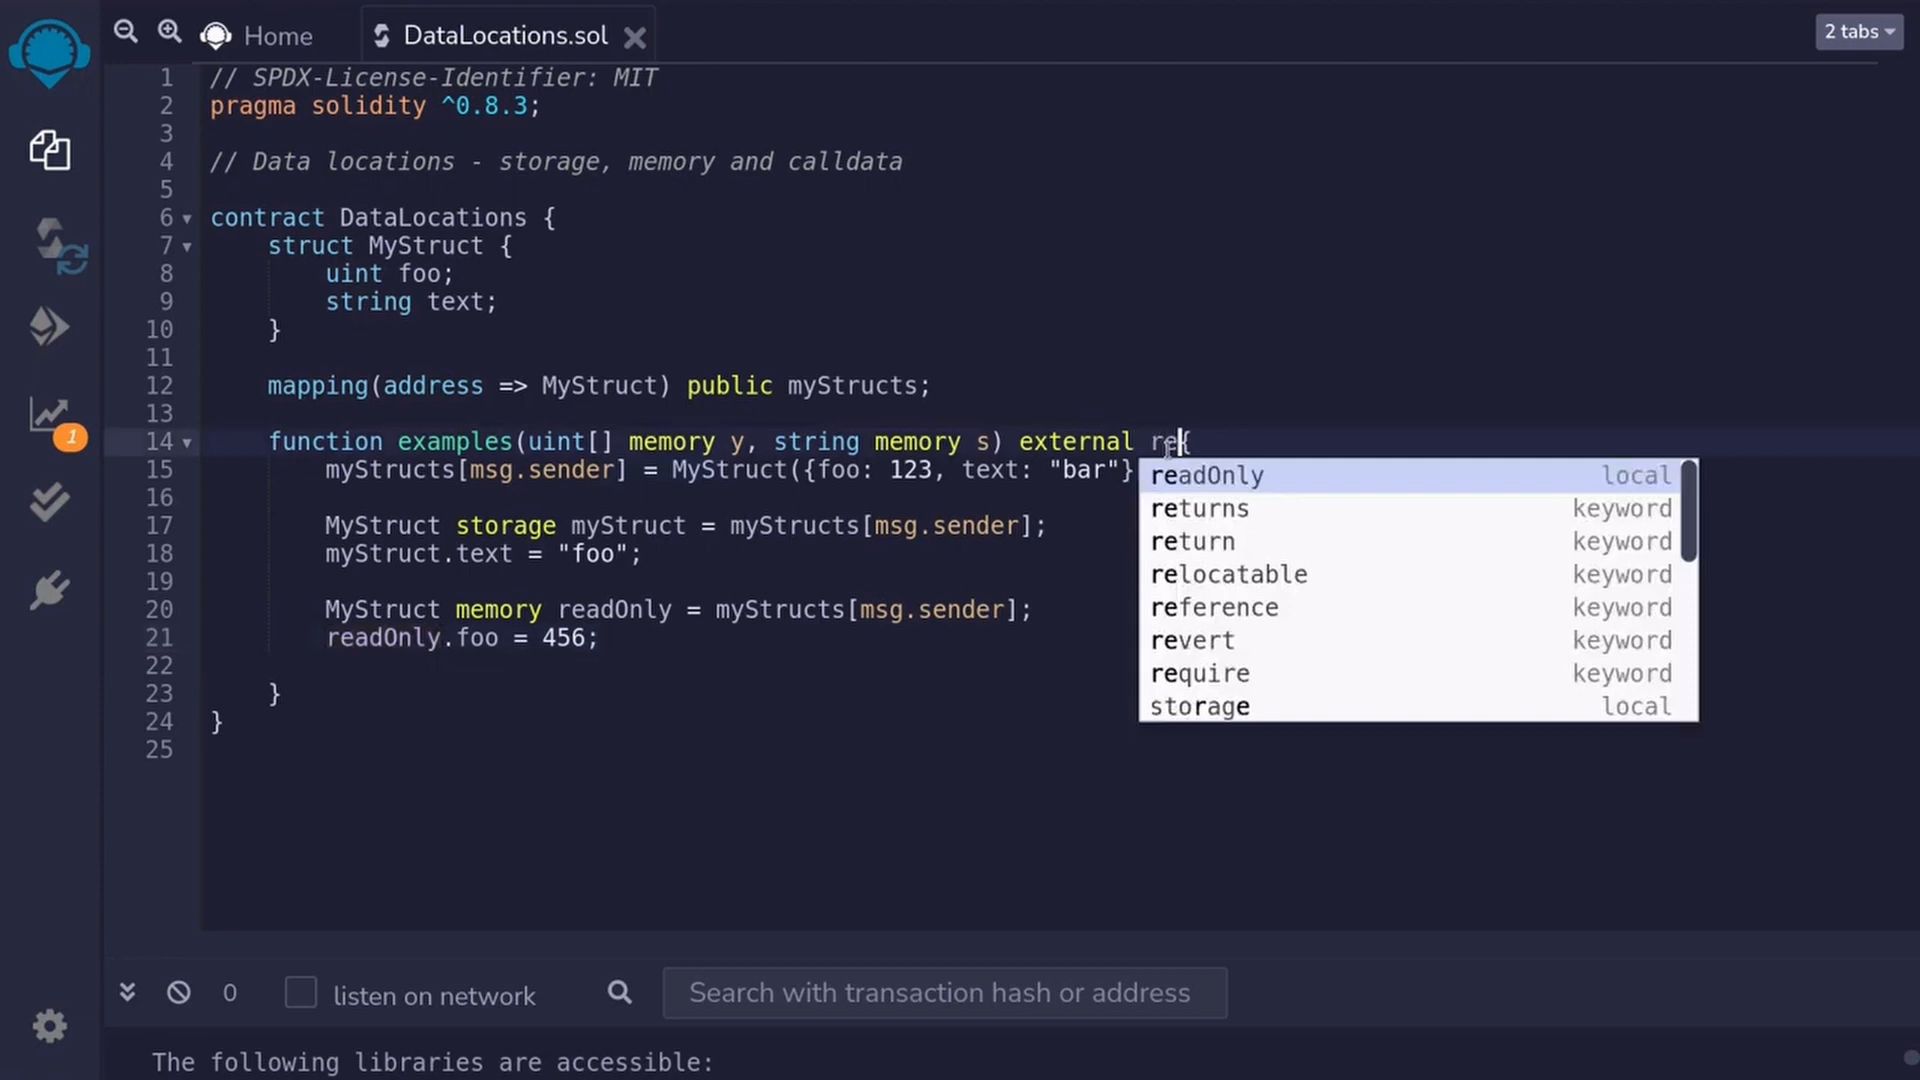 Home
DataLocations.sol
2 tabs
1 // SPDX-License-Identifier: MIT
2 pragma solidity ^0.8.3;
3
4 // Data locations - storage, memory and calldata
5
6 contract DataLocations {
7 struct MyStruct {
8 uint foo;
9 string text;
10 }
11
12 mapping(address => MyStruct) public myStructs;
13
14 function examples(uint[] memory y, string memory s) external re{
15 myStructs[msg.sender] = MyStruct({foo: 123, text: "bar"}
16
17 MyStruct storage myStruct = myStructs[msg.sender];
18 myStruct.text = "foo";
19
20 MyStruct memory readOnly = myStructs[msg.sender];
21 readOnly.foo = 456;
22
23 }
24 }
25
readOnly local
returns keyword
return keyword
relocatable keyword
reference keyword
revert keyword
require keyword
storage local
1
0 listen on network Search with transaction hash or address
The following libraries are accessible: